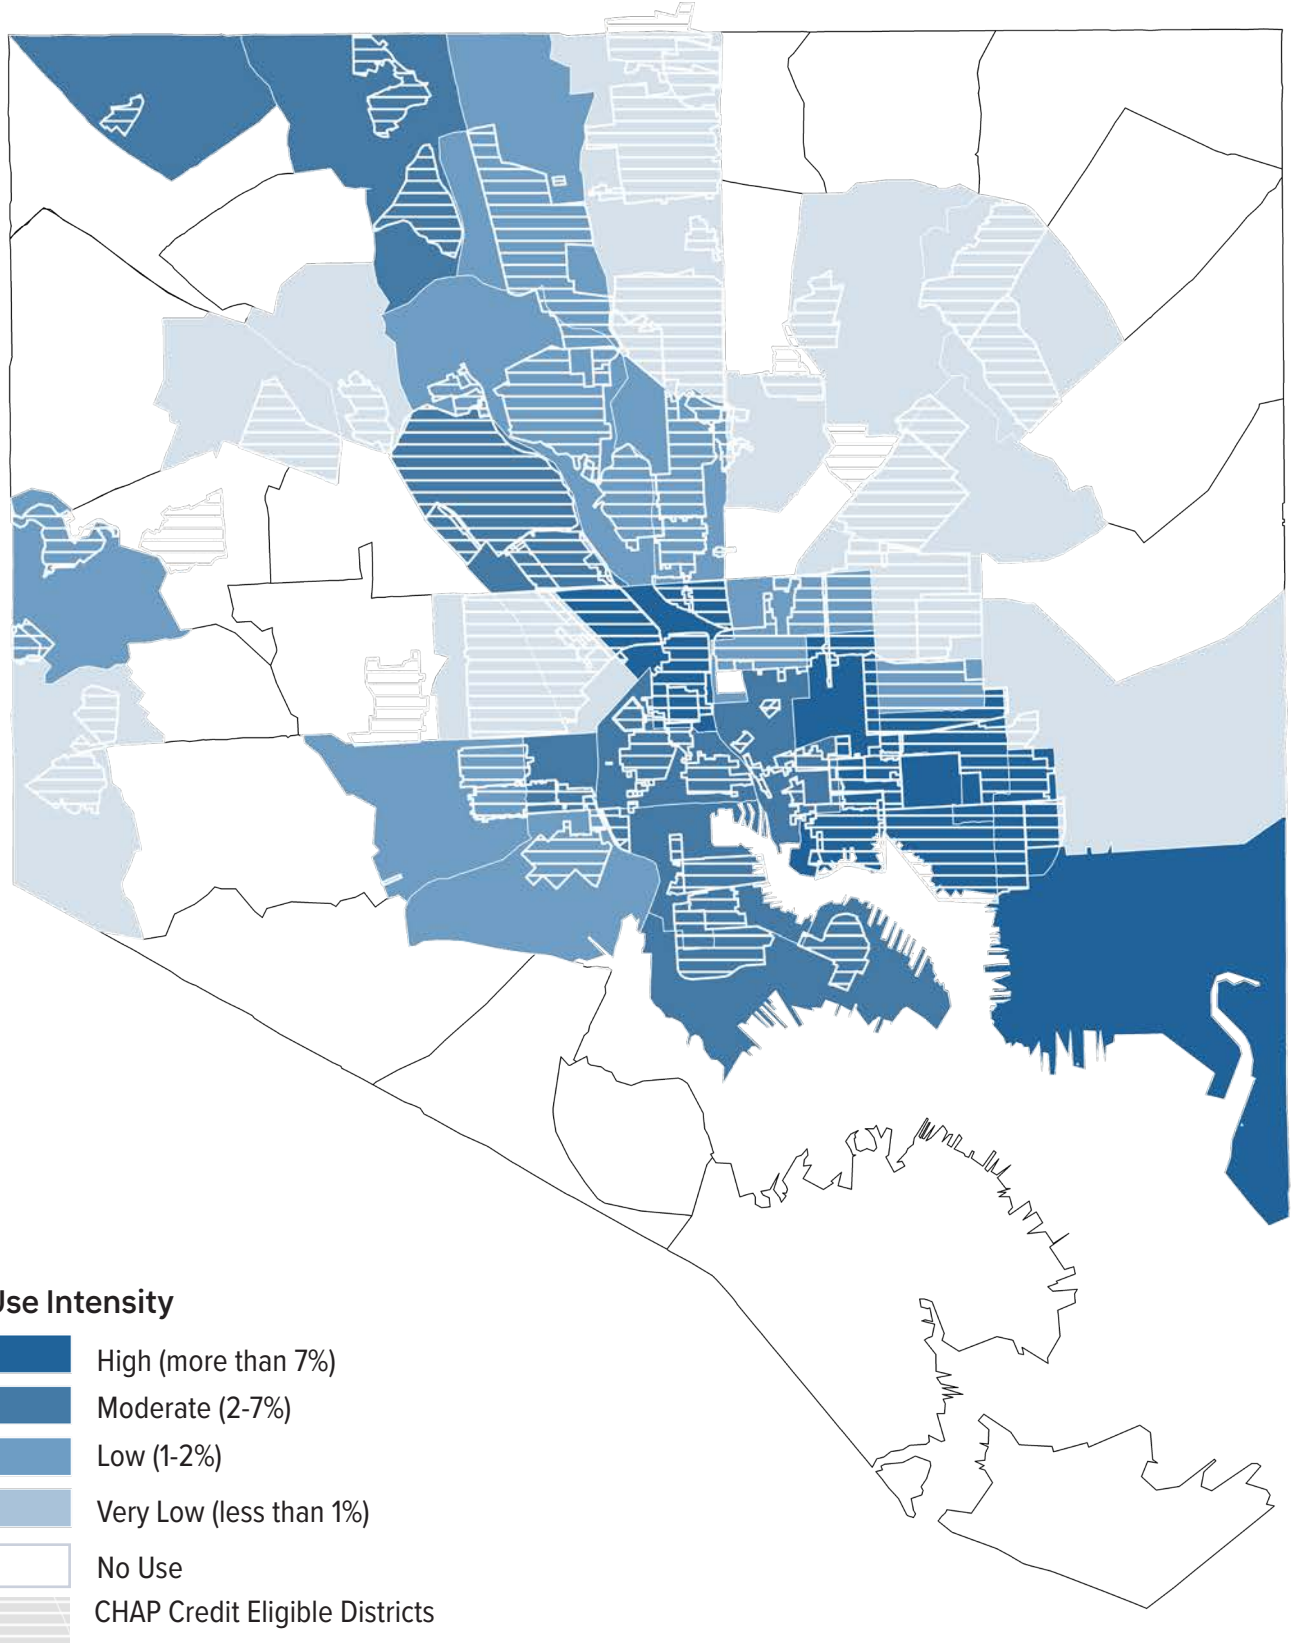 Use Intensity
High (more than 7%)
Moderate (2-7%)
Low (1-2%)
Very Low (less than 1%)
No Use
CHAP Credit Eligible Districts